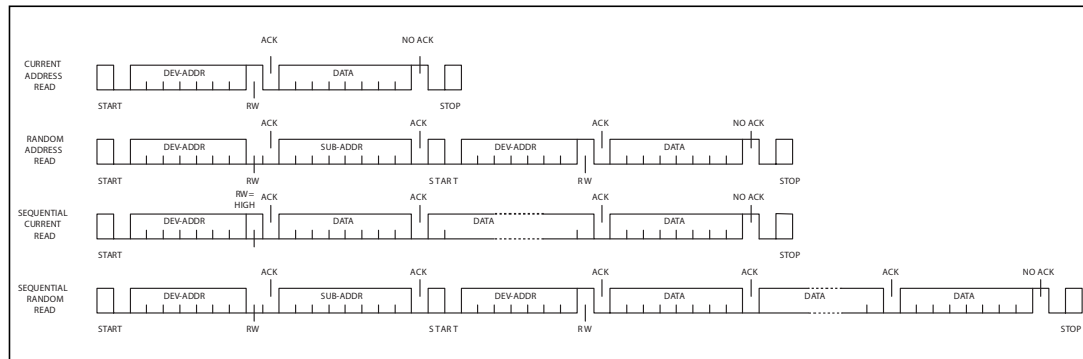 ACK NO ACK
CURRENT
ADDRESS
READ
DEV-ADDR DATA
START RW STOP
ACK ACK ACK NO ACK
RANDOM
ADDRESS
READ
DEV-ADDR SUB-ADDR DEV-ADDR DATA
START RW START RW STOP
RW=
HIGH
ACK ACK ACK NO ACK
SEQUENTIAL
CURRENT
READ
DEV-ADDR DATA DATA DATA
START STOP
ACK ACK ACK ACK ACK NO ACK
SEQUENTIAL
RANDOM
READ
DEV-ADDR SUB-ADDR DEV-ADDR DATA DATA DATA
START RW START RW STOP